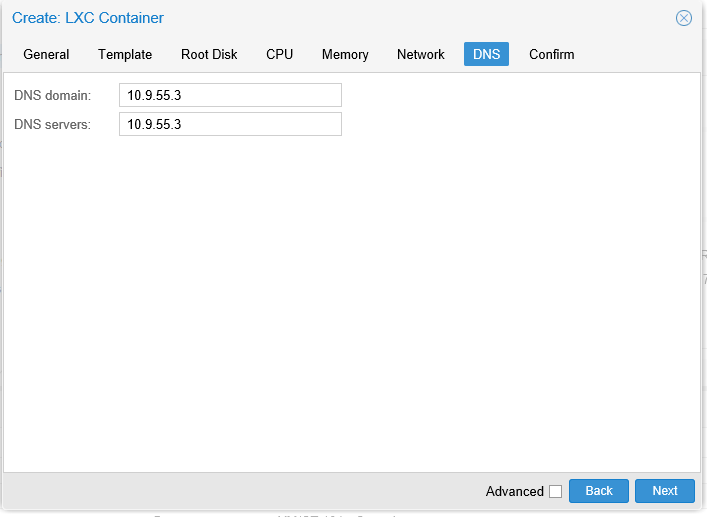 Create: LXC Container
General Template Root Disk CPU Memory Network DNS Confirm
DNS domain: 10.9.55.3
DNS servers: 10.9.55.3
Advanced Back Next